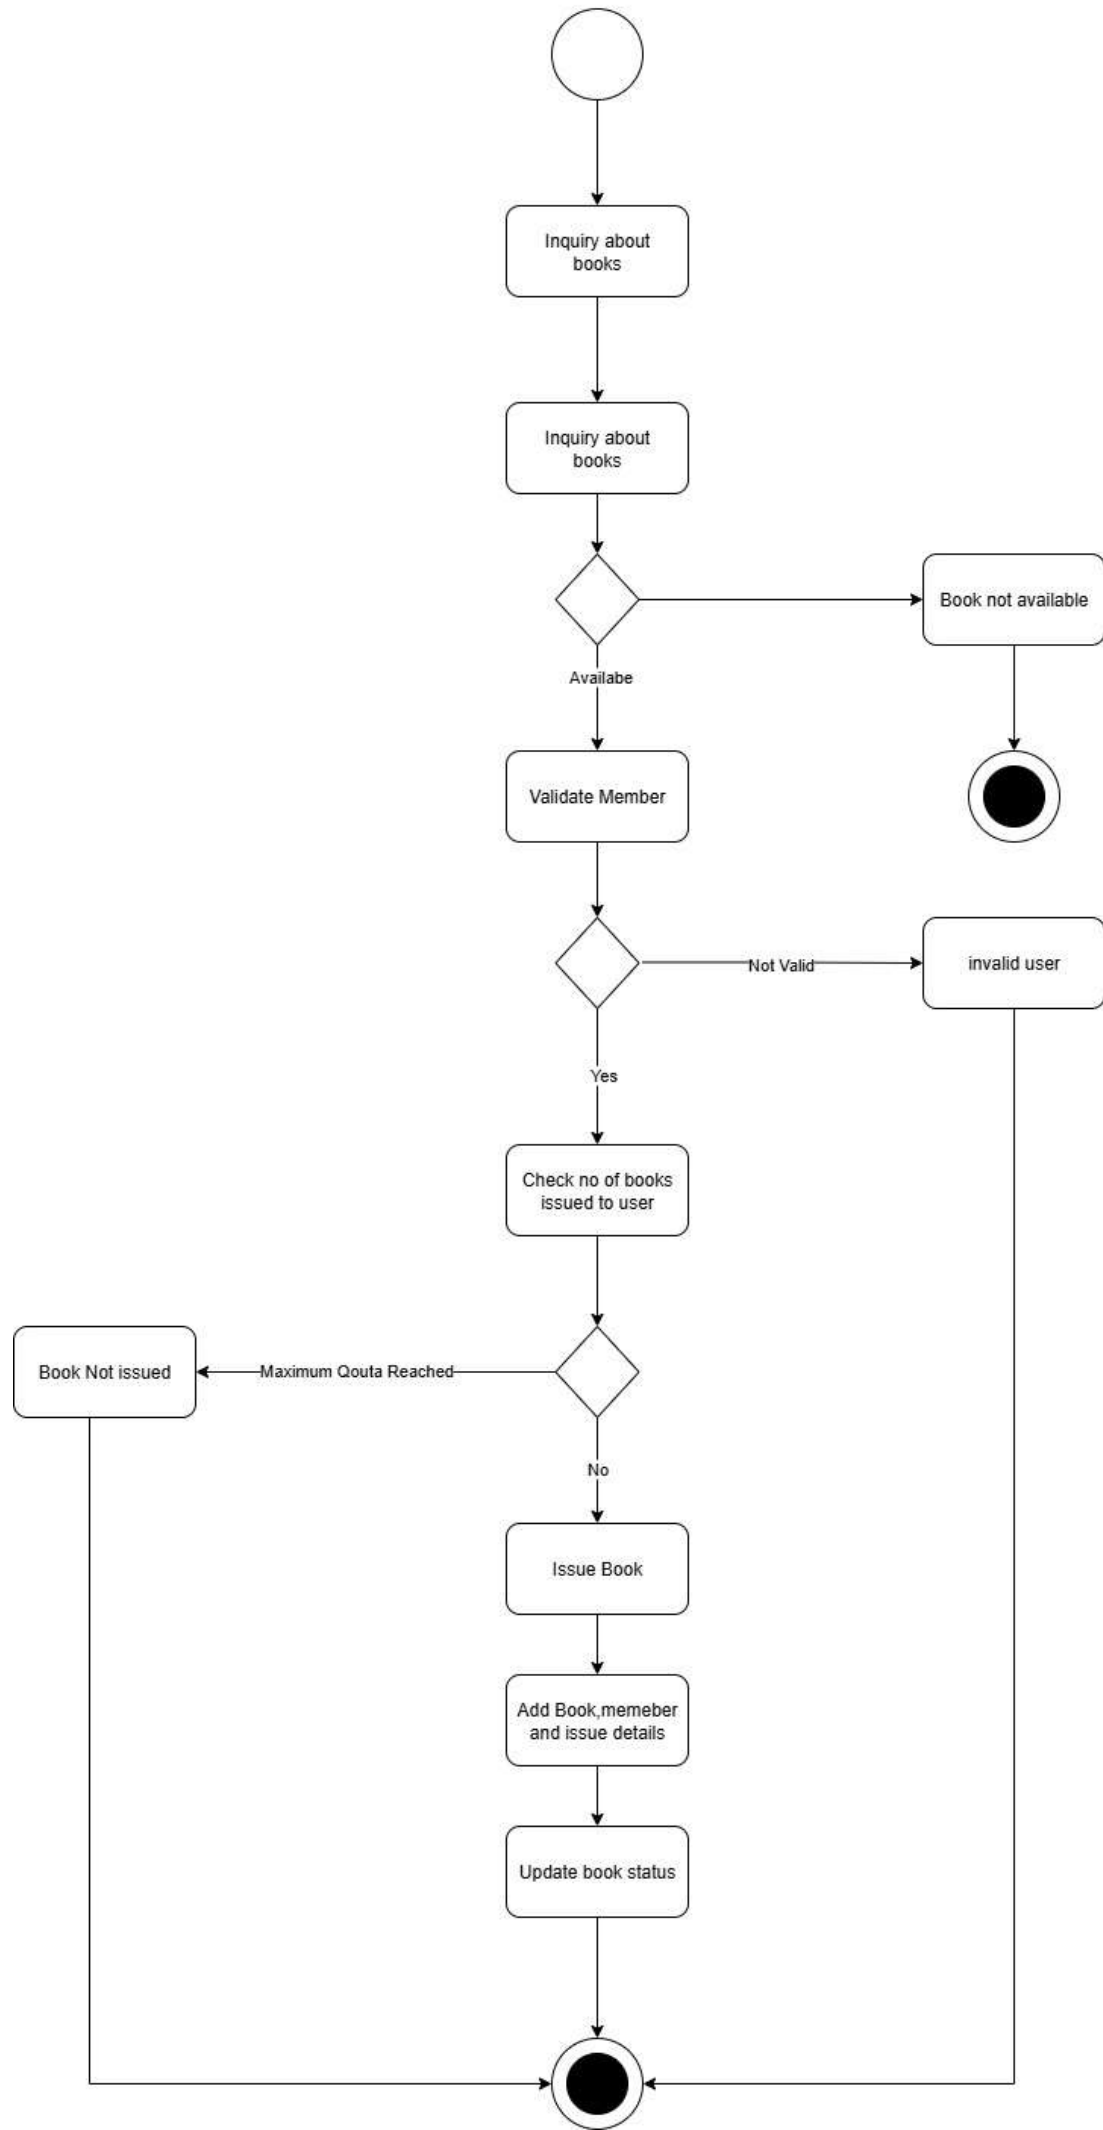 Inquiry about
books
Inquiry about
books
Book not available
Availabe
Validate Member
Not Valid
invalid user
Yes
Check no of books
issued to user
Book Not issued
Maximum Qouta Reached
No
Issue Book
Add Book,memeber
and issue details
Update book status